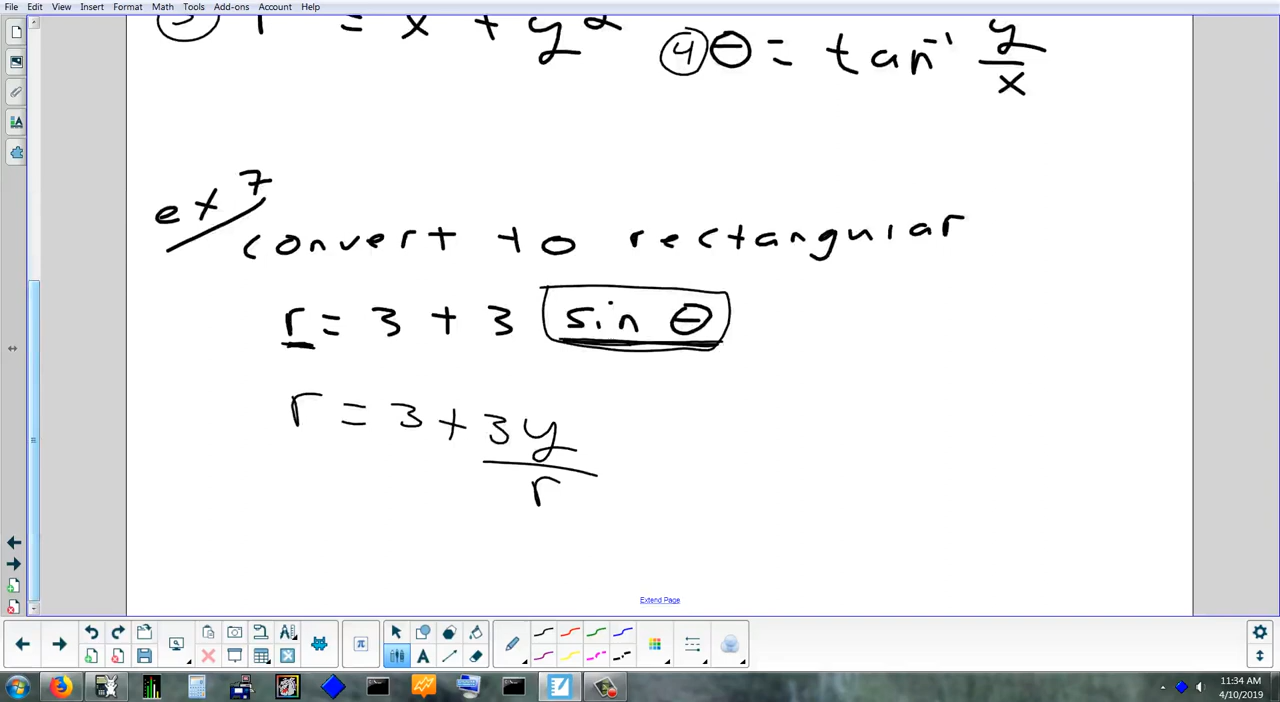 File Edit View Insert Format Math Tools Add-ons Account Help
= x + y 2
④ θ = tan⁻¹ y/x
ex 7
convert to rectangular
r = 3 + 3 sin θ
r = 3 + 3y/r
Extend Page
π
11:34 AM
4/10/2019